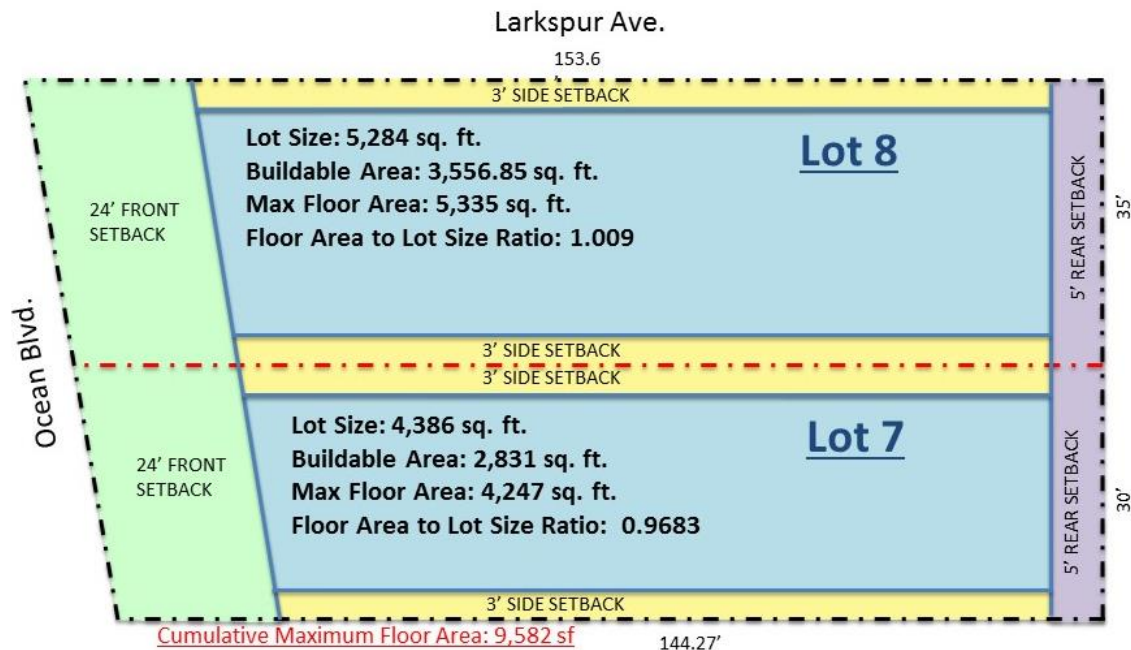 Larkspur Ave.
153.6
3' SIDE SETBACK
Lot Size: 5,284 sq. ft.
Buildable Area: 3,556.85 sq. ft.
Max Floor Area: 5,335 sq. ft.
Floor Area to Lot Size Ratio: 1.009
Lot 8
24' FRONT
SETBACK
5' REAR SETBACK
35'
Ocean Blvd.
3' SIDE SETBACK
3' SIDE SETBACK
Lot Size: 4,386 sq. ft.
Buildable Area: 2,831 sq. ft.
Max Floor Area: 4,247 sq. ft.
Floor Area to Lot Size Ratio: 0.9683
Lot 7
24' FRONT
SETBACK
5' REAR SETBACK
30'
3' SIDE SETBACK
Cumulative Maximum Floor Area: 9,582 sf
144.27'